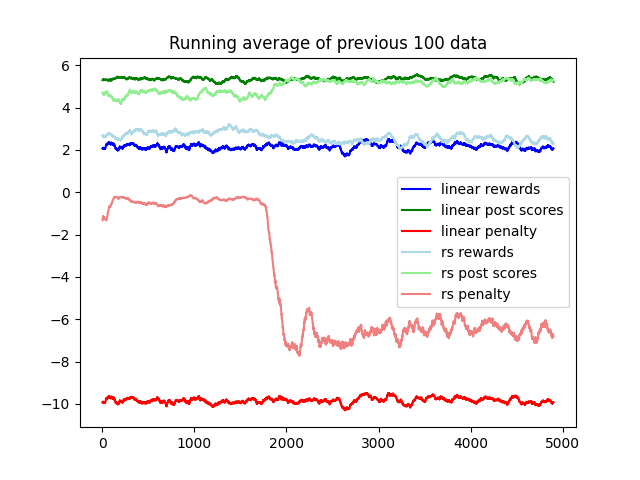 Running average of previous 100 data
6
4
2
0
−2
−4
−6
−8
−10
linear rewards
linear post scores
linear penalty
rs rewards
rs post scores
rs penalty
0 1000 2000 3000 4000 5000